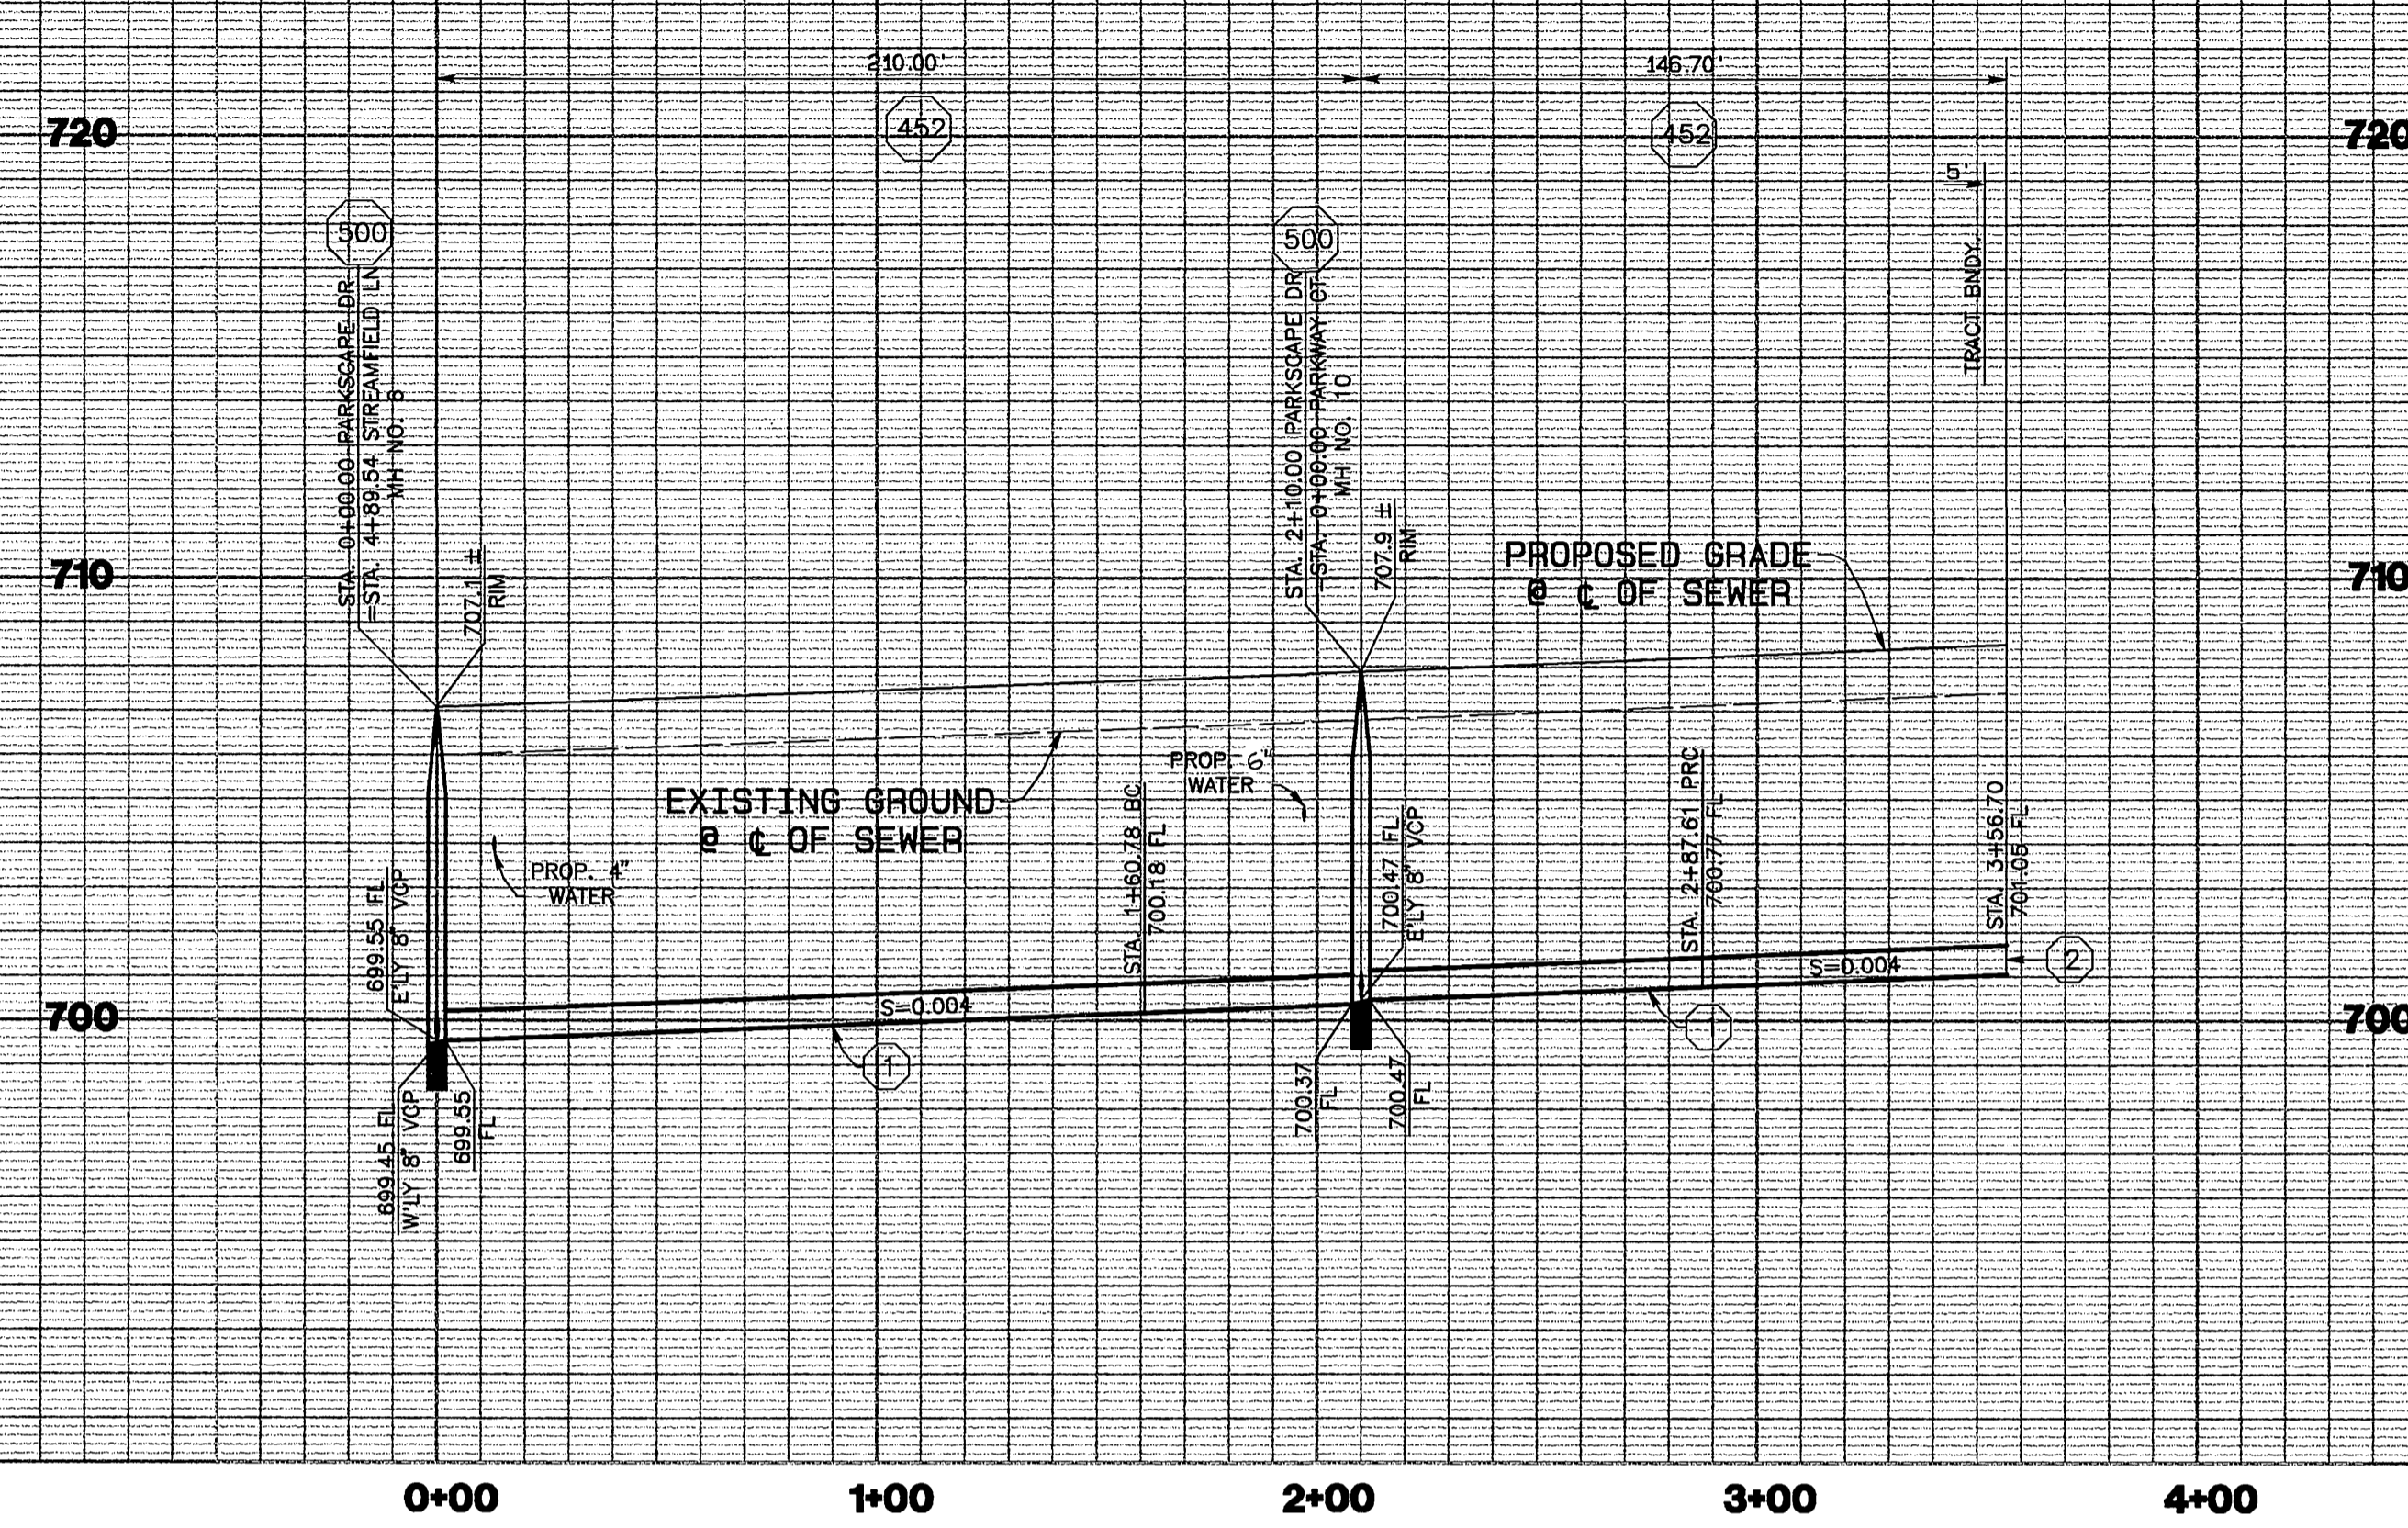 210.00'
146.70'
720
452
452
720
5'
TRACT BNDY.
500
STA. 0+00.00 PARKSCAPE DR
=STA. 4+89.54 STREAMFIELD LN
MH NO. 6
707.1 ±
RIM
500
STA. 2+10.00 PARKSCAPE DR
=STA. 0+00.00 PARKWAY CT
MH NO. 10
707.9 ±
RIM
710
PROPOSED GRADE
@ ℄ OF SEWER
710
EXISTING GROUND
@ ℄ OF SEWER
PROP. 4"
WATER
PROP. 6"
WATER
699.55 FL
E'LY 8" VCP
STA. 1+60.78 BC
700.18 FL
700.47 FL
E'LY 8" VCP
STA. 2+87.61 PRC
700.77 FL
STA. 3+56.70
701.05 FL
700
S=0.004
S=0.004
2
700
1
1
699.45 FL
W'LY 8" VCP
699.55
FL
700.37
FL
700.47
FL
0+00
1+00
2+00
3+00
4+00